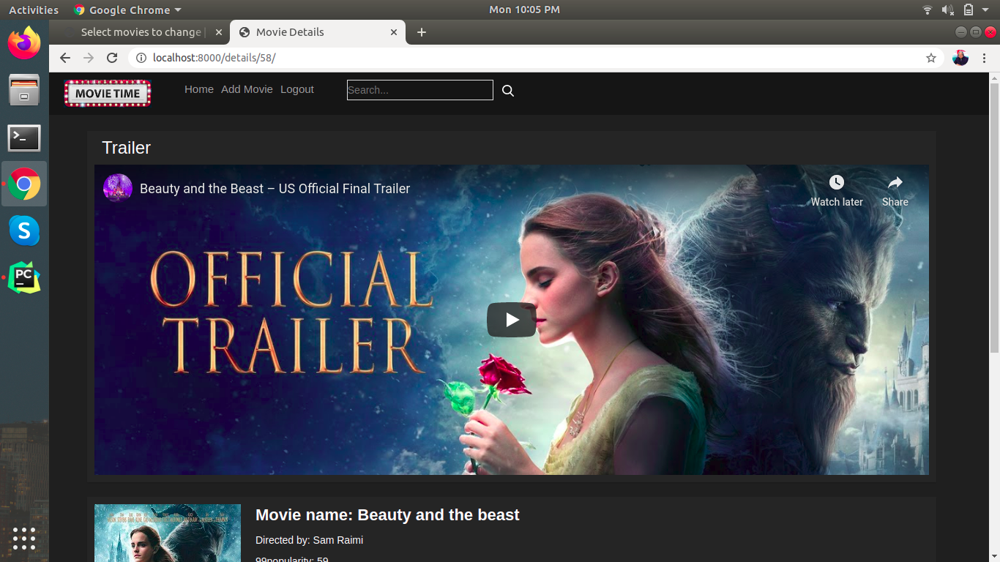 Activities Google Chrome Mon 10:05 PM
Select movies to change | Movie Details
localhost:8000/details/58/
MOVIE TIME Home Add Movie Logout Search...
Trailer
Beauty and the Beast – US Official Final Trailer
Watch later Share
OFFICIAL
TRAILER
S
PC
Movie name: Beauty and the beast
Directed by: Sam Raimi
99popularity: 59